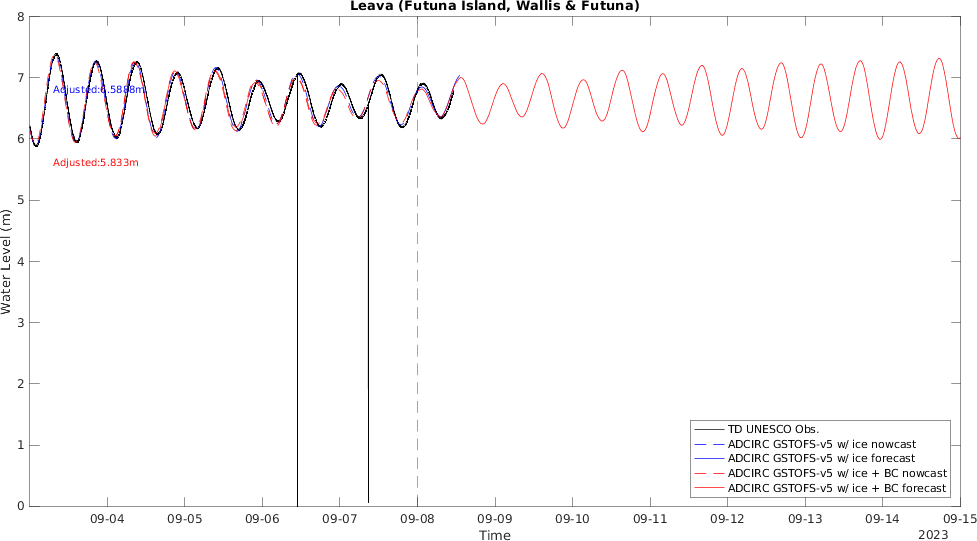 Leava (Futuna Island, Wallis & Futuna)
8
7
6
5
4
3
2
1
0
Water Level (m)
Adjusted:6.5888m
Adjusted:5.833m
TD UNESCO Obs.
ADCIRC GSTOFS-v5 w/ ice nowcast
ADCIRC GSTOFS-v5 w/ ice forecast
ADCIRC GSTOFS-v5 w/ ice + BC nowcast
ADCIRC GSTOFS-v5 w/ ice + BC forecast
09-04 09-05 09-06 09-07 09-08 09-09 09-10 09-11 09-12 09-13 09-14 09-15
Time
2023